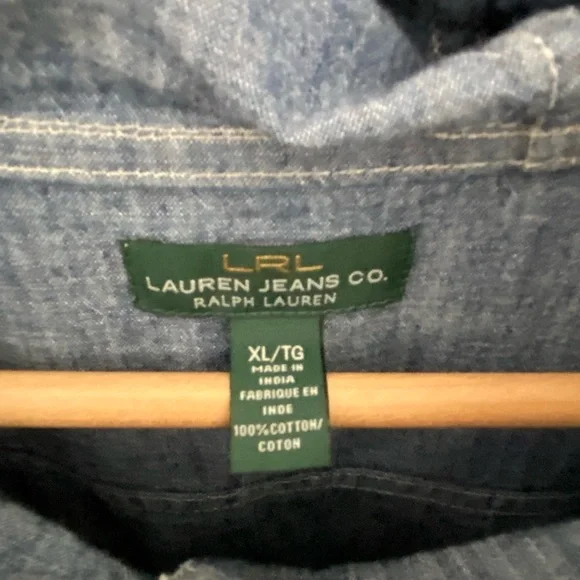 LRL
LAUREN JEANS CO.
RALPH LAUREN
XL/TG
MADE IN
INDIA
FABRIQUE EN
INDE
100%COTTON/
COTON